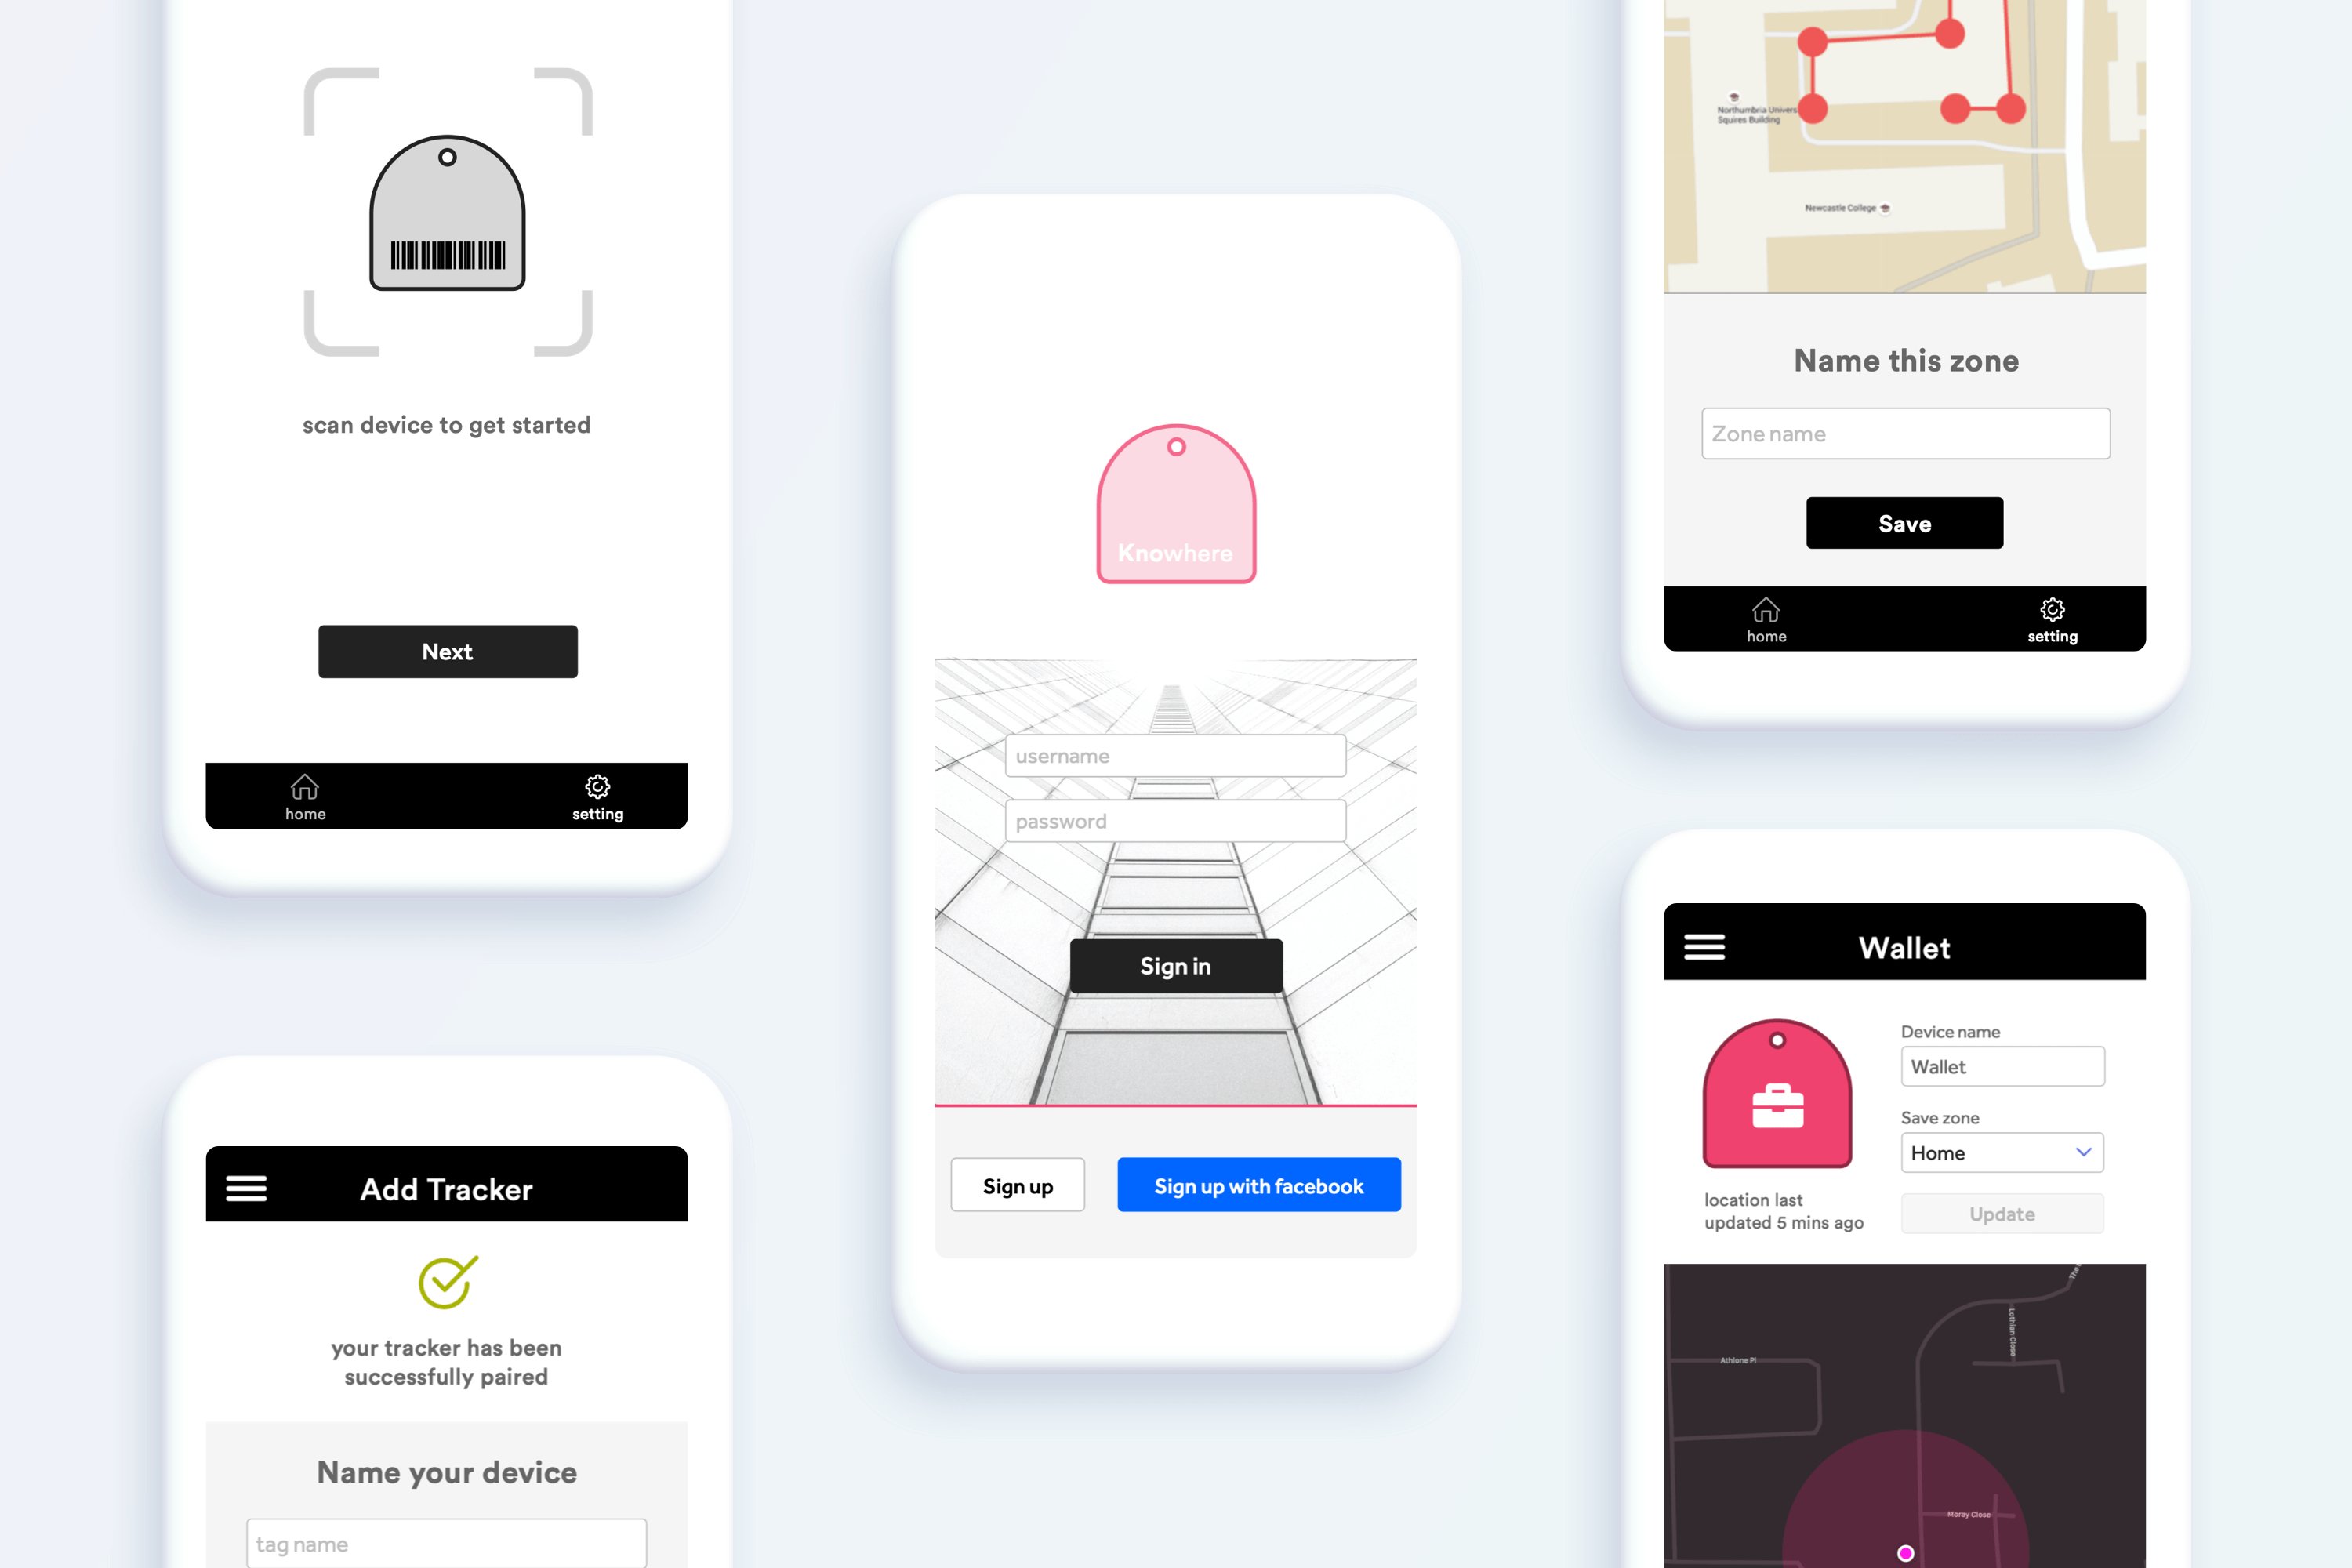 scan device to get started
Next
home
setting
Add Tracker
your tracker has been
successfully paired
Name your device
tag name
Knowhere
username
password
Sign in
Sign up
Sign up with facebook
Northumbria Univers
Squires Building
Newcastle College
Name this zone
Zone name
Save
home
setting
Wallet
Device name
Wallet
Save zone
Home
location last
updated 5 mins ago
Update
Lothian Close
Athlone Pl
Moray Close